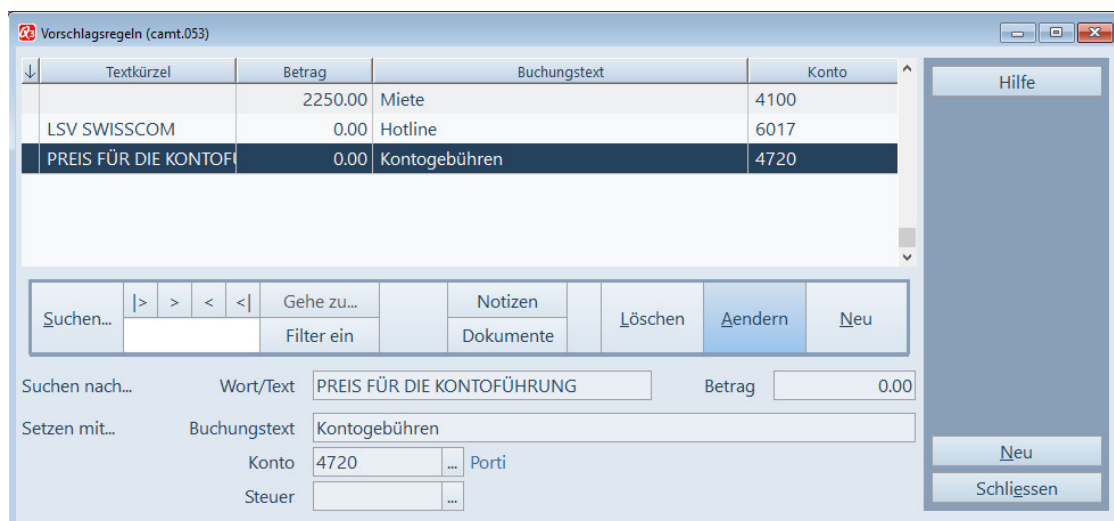 Vorschlagsregeln (camt.053)
Textkürzel Betrag Buchungstext Konto
2250.00 Miete 4100
LSV SWISSCOM 0.00 Hotline 6017
PREIS FÜR DIE KONTOFÜ 0.00 Kontogebühren 4720
Hilfe
Suchen... |> > < <| Gehe zu... Notizen Löschen Aendern Neu
Filter ein Dokumente
Suchen nach... Wort/Text PREIS FÜR DIE KONTOFÜHRUNG Betrag 0.00
Setzen mit... Buchungstext Kontogebühren
Konto 4720 ... Porti
Steuer ...
Neu
Schliessen